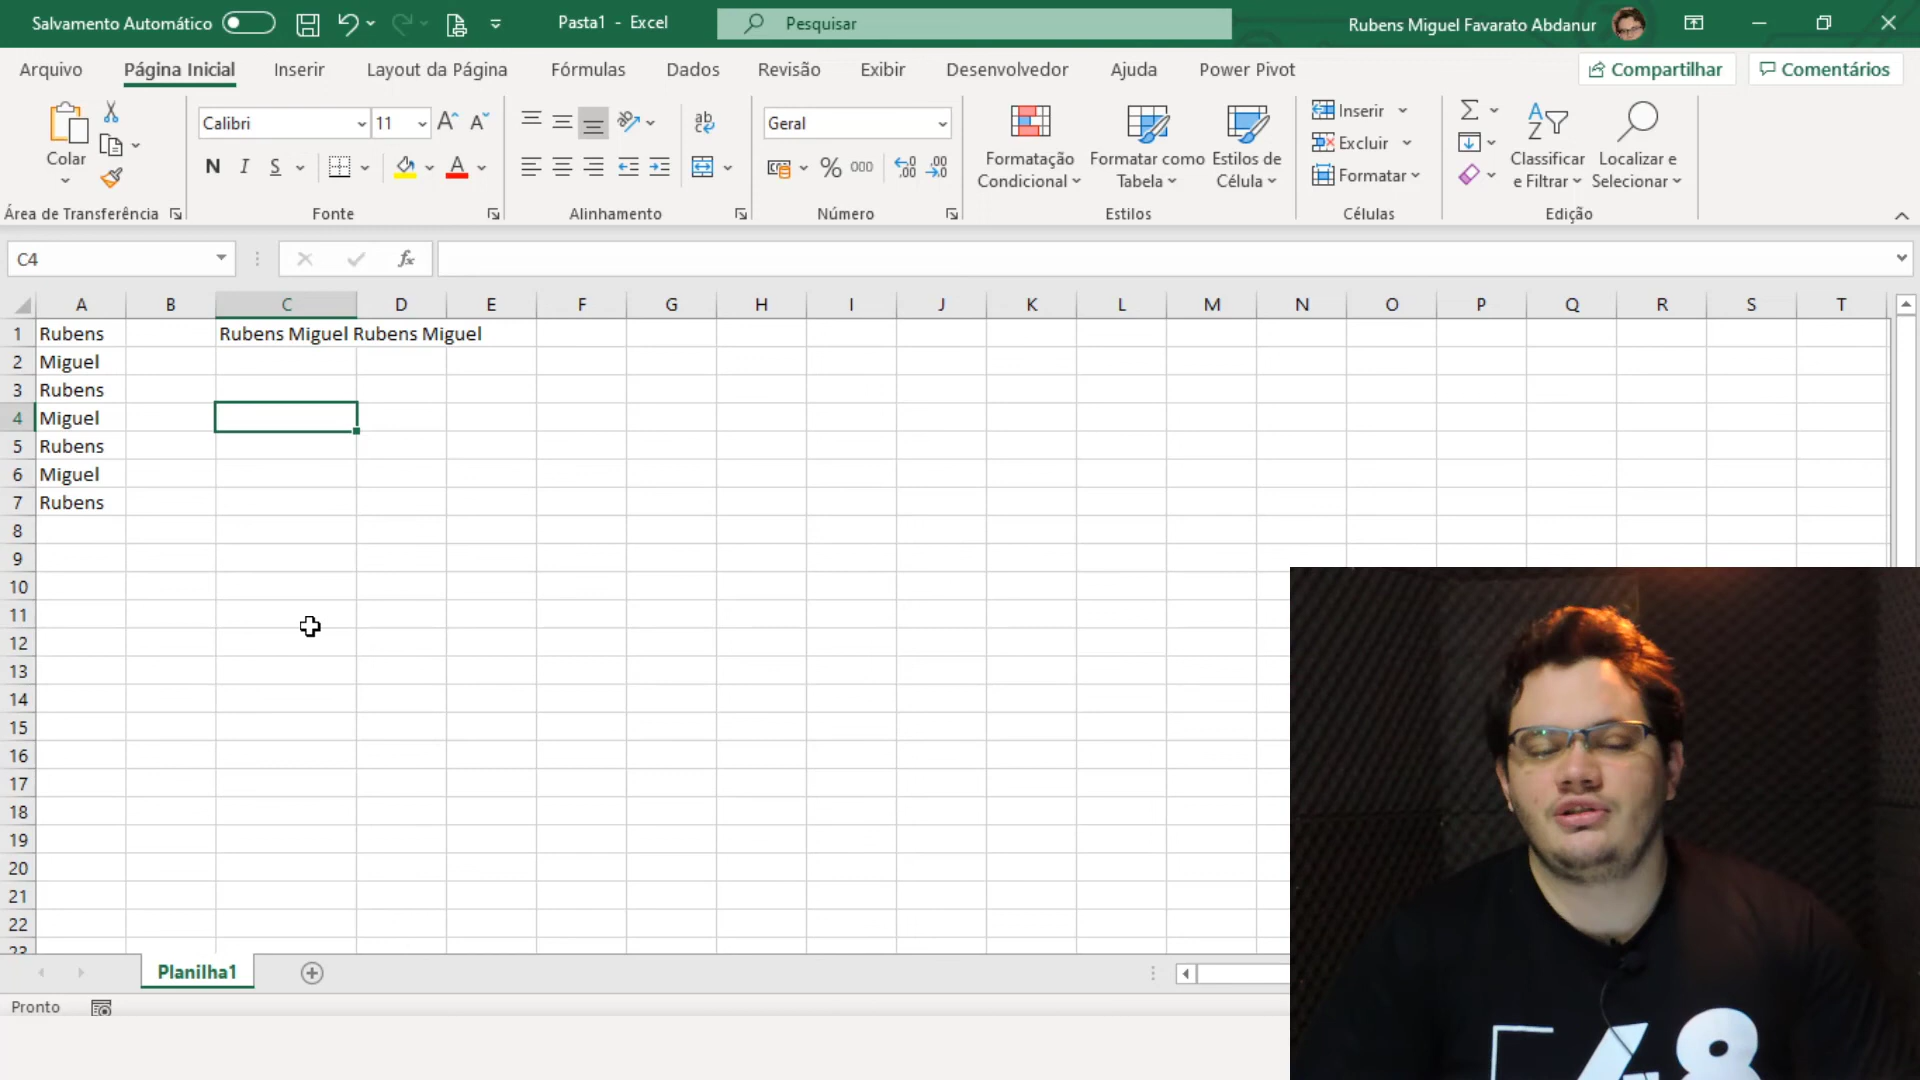 Salvamento Automático
Pasta1 - Excel
Pesquisar
Rubens Miguel Favarato Abdanur
Arquivo
Página Inicial
Inserir
Layout da Página
Fórmulas
Dados
Revisão
Exibir
Desenvolvedor
Ajuda
Power Pivot
Compartilhar
Comentários
Colar
Área de Transferência
Calibri
11
N I S
Fonte
Alinhamento
Geral
% 000
Número
Formatação Condicional
Formatar como Tabela
Estilos de Célula
Estilos
Inserir
Excluir
Formatar
Células
Classificar e Filtrar
Localizar e Selecionar
Edição
C4
fx
A B C D E F G H I J K L M N O P Q R S T
1 Rubens Rubens Miguel Rubens Miguel
2 Miguel
3 Rubens
4 Miguel
5 Rubens
6 Miguel
7 Rubens
8
9
10
11
12
13
14
15
16
17
18
19
20
21
22
23
Planilha1
Pronto
48